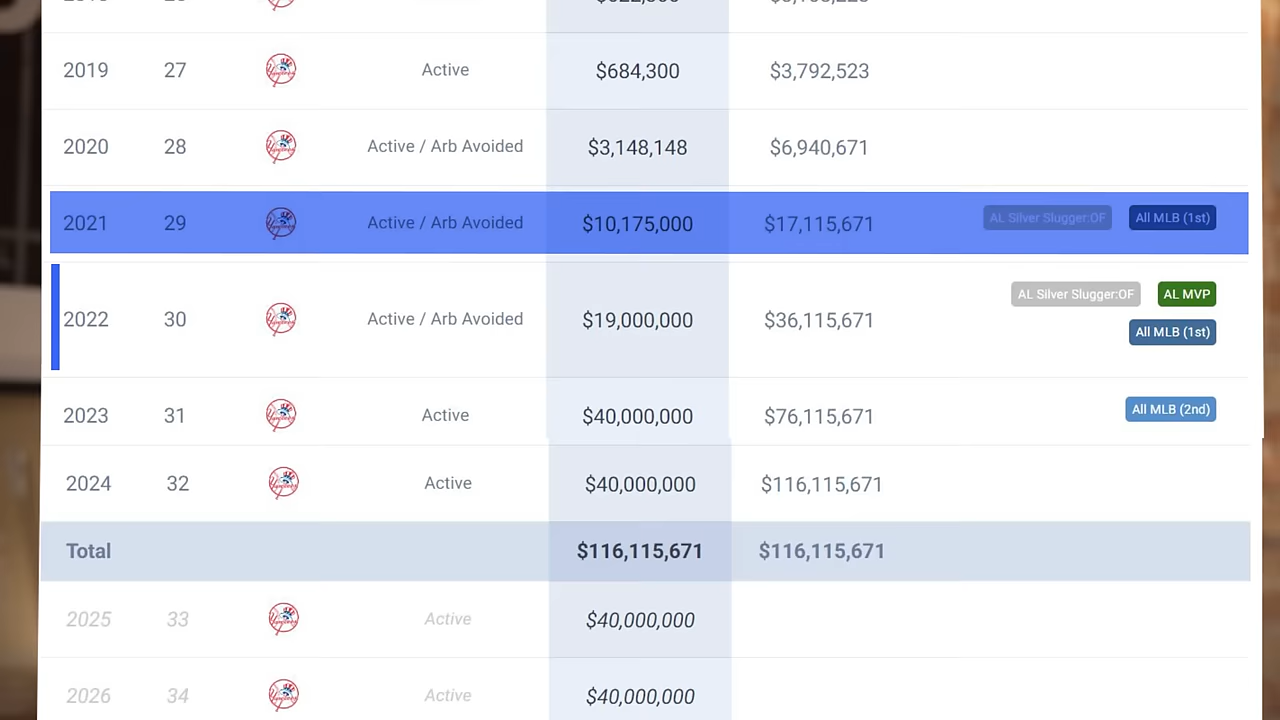 2019 27 Active $684,300 $3,792,523
2020 28 Active / Arb Avoided $3,148,148 $6,940,671
2021 29 Active / Arb Avoided $10,175,000 $17,115,671 AL Silver Slugger:OF All MLB (1st)
2022 30 Active / Arb Avoided $19,000,000 $36,115,671 AL Silver Slugger:OF AL MVP
All MLB (1st)
2023 31 Active $40,000,000 $76,115,671 All MLB (2nd)
2024 32 Active $40,000,000 $116,115,671
Total $116,115,671 $116,115,671
2025 33 Active $40,000,000
2026 34 Active $40,000,000